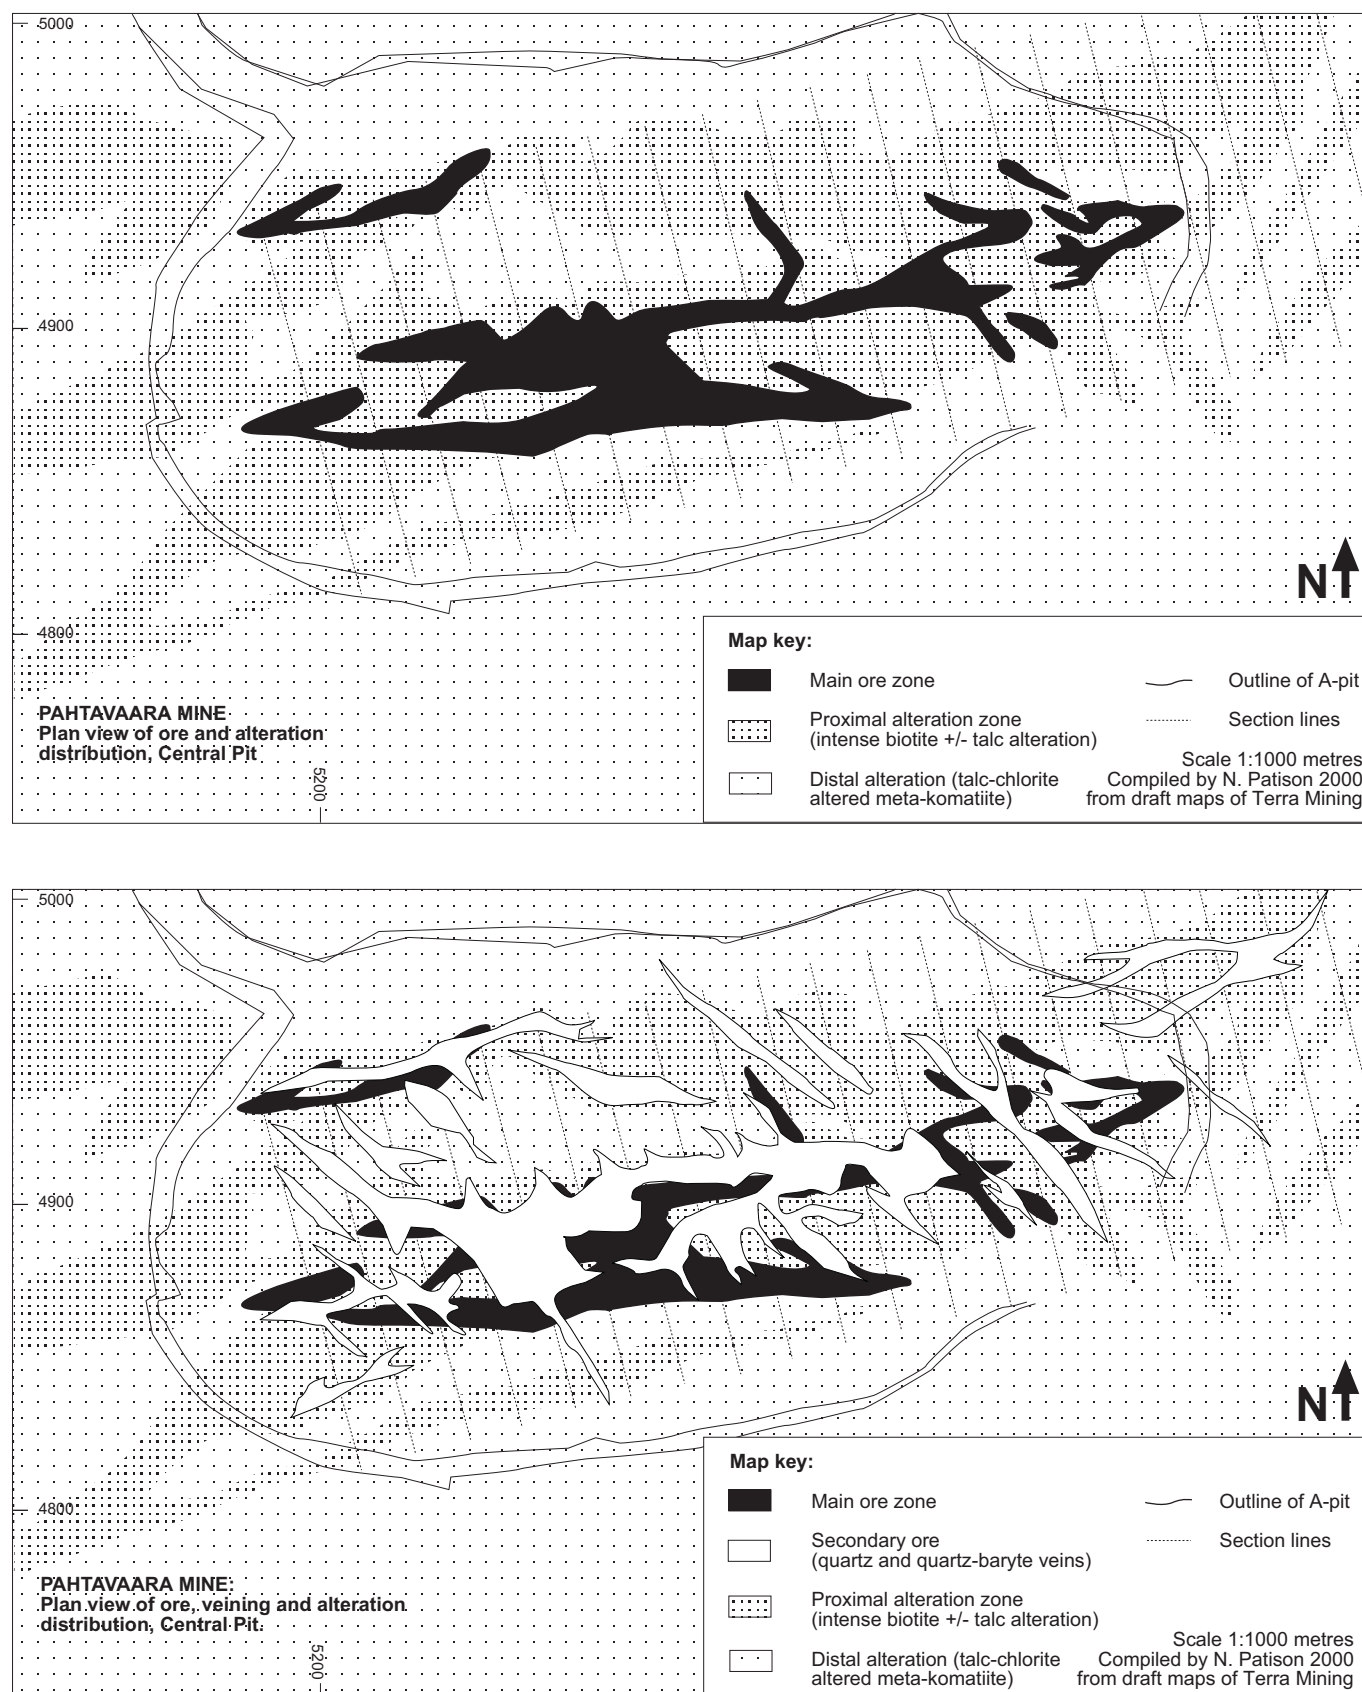 5000
4900
4800
N
PAHTAVAARA MINE
Plan view of ore and alteration
distribution, Central Pit
5200
Map key:
Main ore zone
Outline of A-pit
Proximal alteration zone
(intense biotite +/- talc alteration)
Section lines
Distal alteration (talc-chlorite
altered meta-komatiite)
Scale 1:1000 metres
Compiled by N. Patison 2000
from draft maps of Terra Mining
5000
4900
4800
N
PAHTAVAARA MINE:
Plan view of ore, veining and alteration
distribution, Central Pit.
5200
Map key:
Main ore zone
Outline of A-pit
Secondary ore
(quartz and quartz-baryte veins)
Section lines
Proximal alteration zone
(intense biotite +/- talc alteration)
Distal alteration (talc-chlorite
altered meta-komatiite)
Scale 1:1000 metres
Compiled by N. Patison 2000
from draft maps of Terra Mining